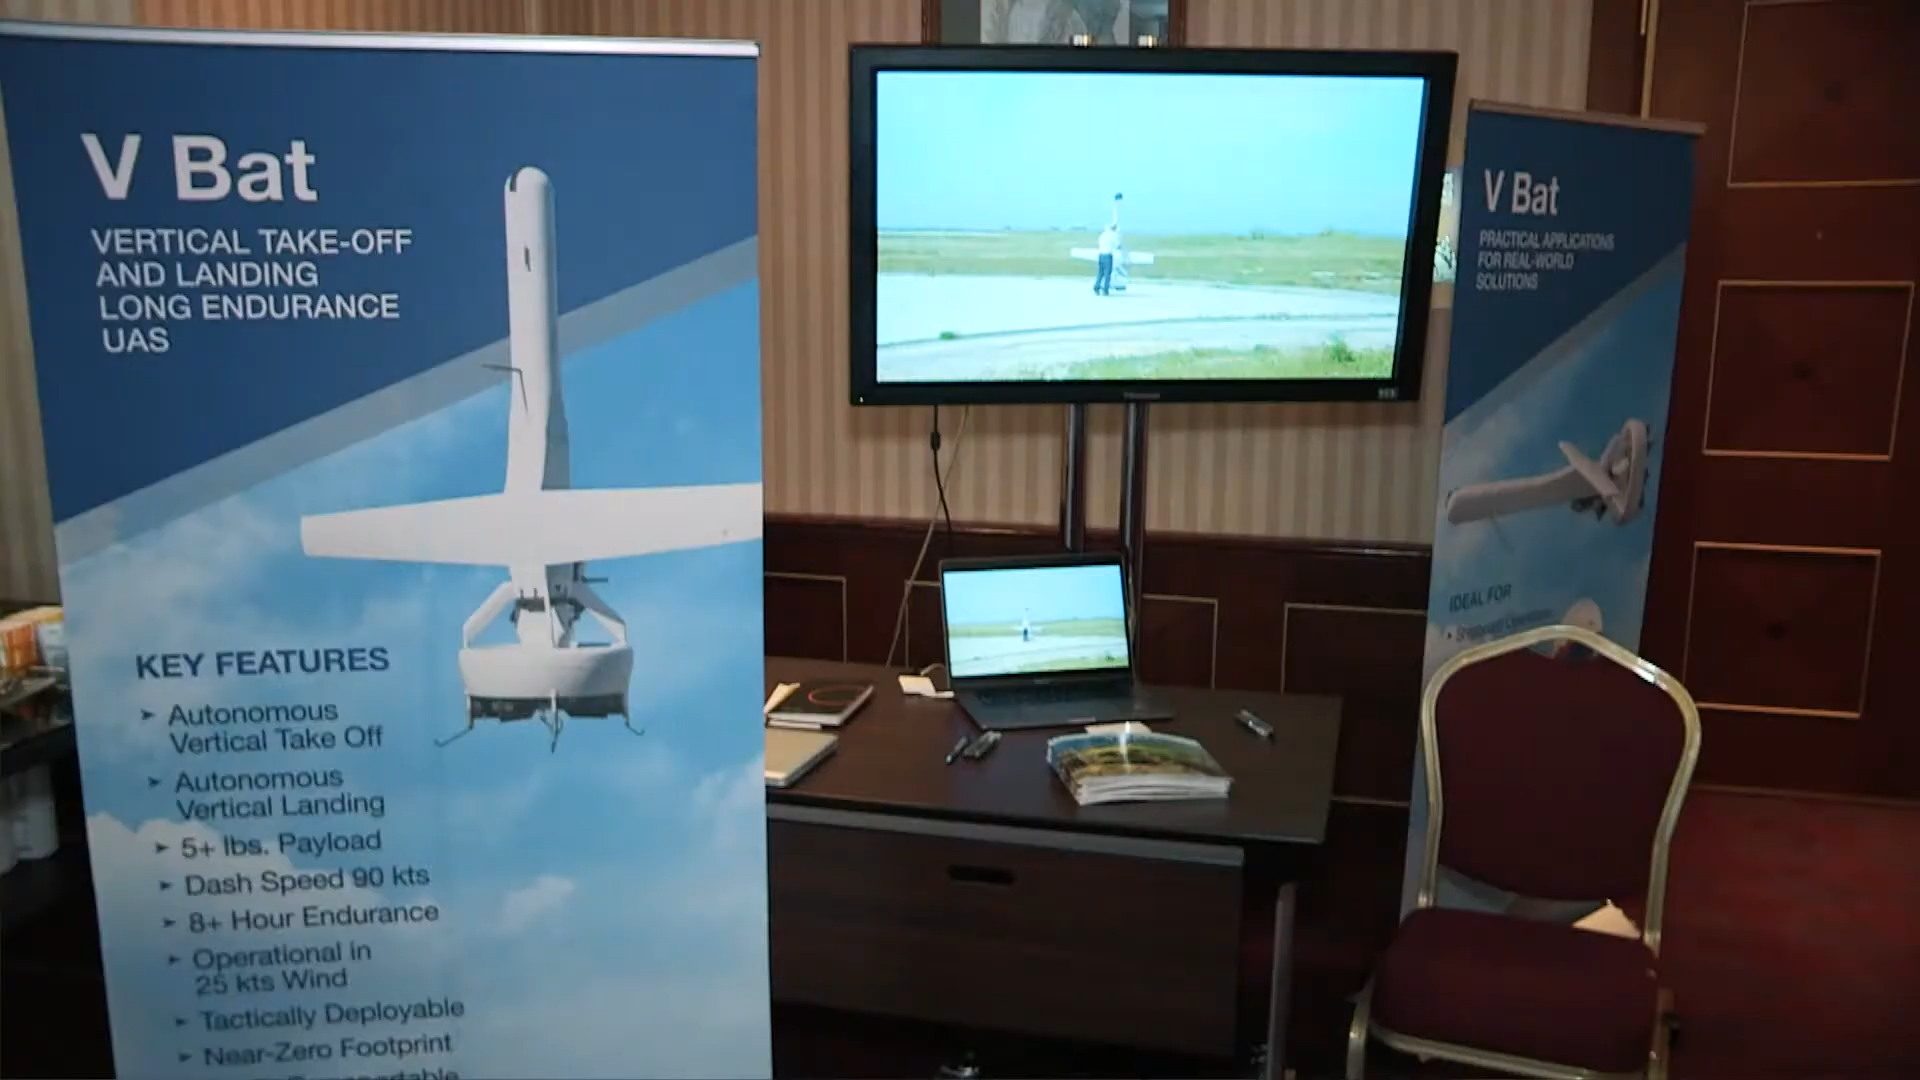 V Bat
VERTICAL TAKE-OFF
AND LANDING
LONG ENDURANCE
UAS
KEY FEATURES
➤ Autonomous
Vertical Take Off
➤ Autonomous
Vertical Landing
➤ 5+ lbs. Payload
➤ Dash Speed 90 kts
➤ 8+ Hour Endurance
➤ Operational in
25 kts Wind
➤ Tactically Deployable
➤ Near-Zero Footprint
V Bat
PRACTICAL APPLICATIONS
FOR REAL-WORLD
SOLUTIONS
IDEAL FOR